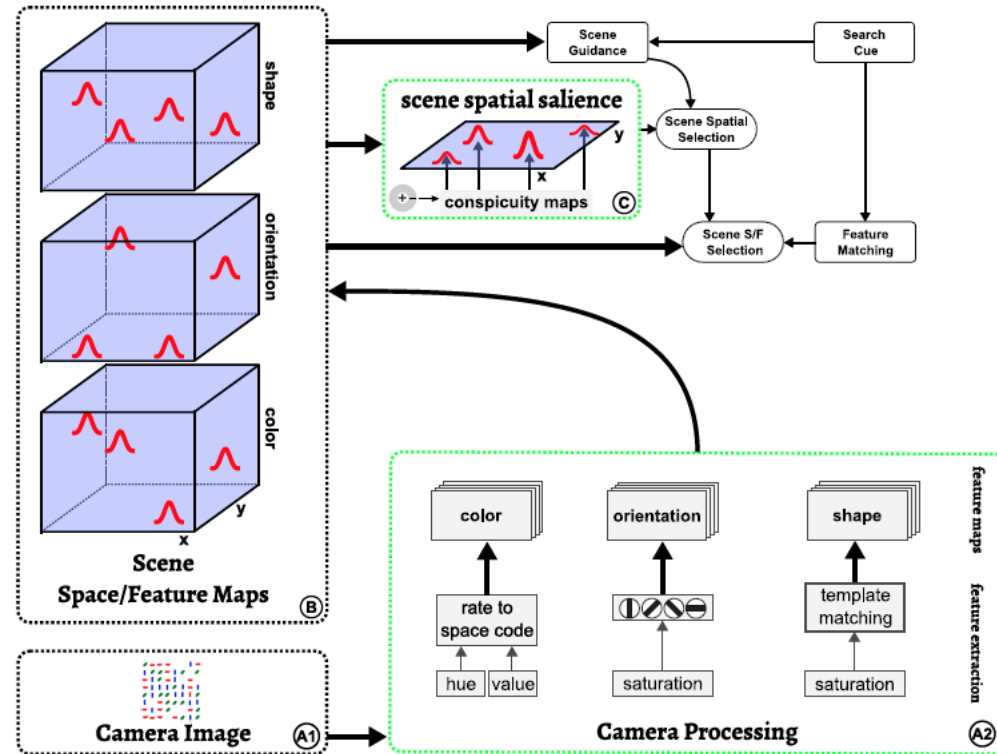 shape
orientation
color
x
y
Scene
Space/Feature Maps
B
scene spatial salience
y
x
+
conspicuity maps
C
Scene
Guidance
Search
Cue
Scene Spatial
Selection
Scene S/F
Selection
Feature
Matching
color
orientation
shape
feature maps
rate to
space code
template
matching
feature extraction
hue
value
saturation
saturation
Camera Processing
A2
Camera Image
A1